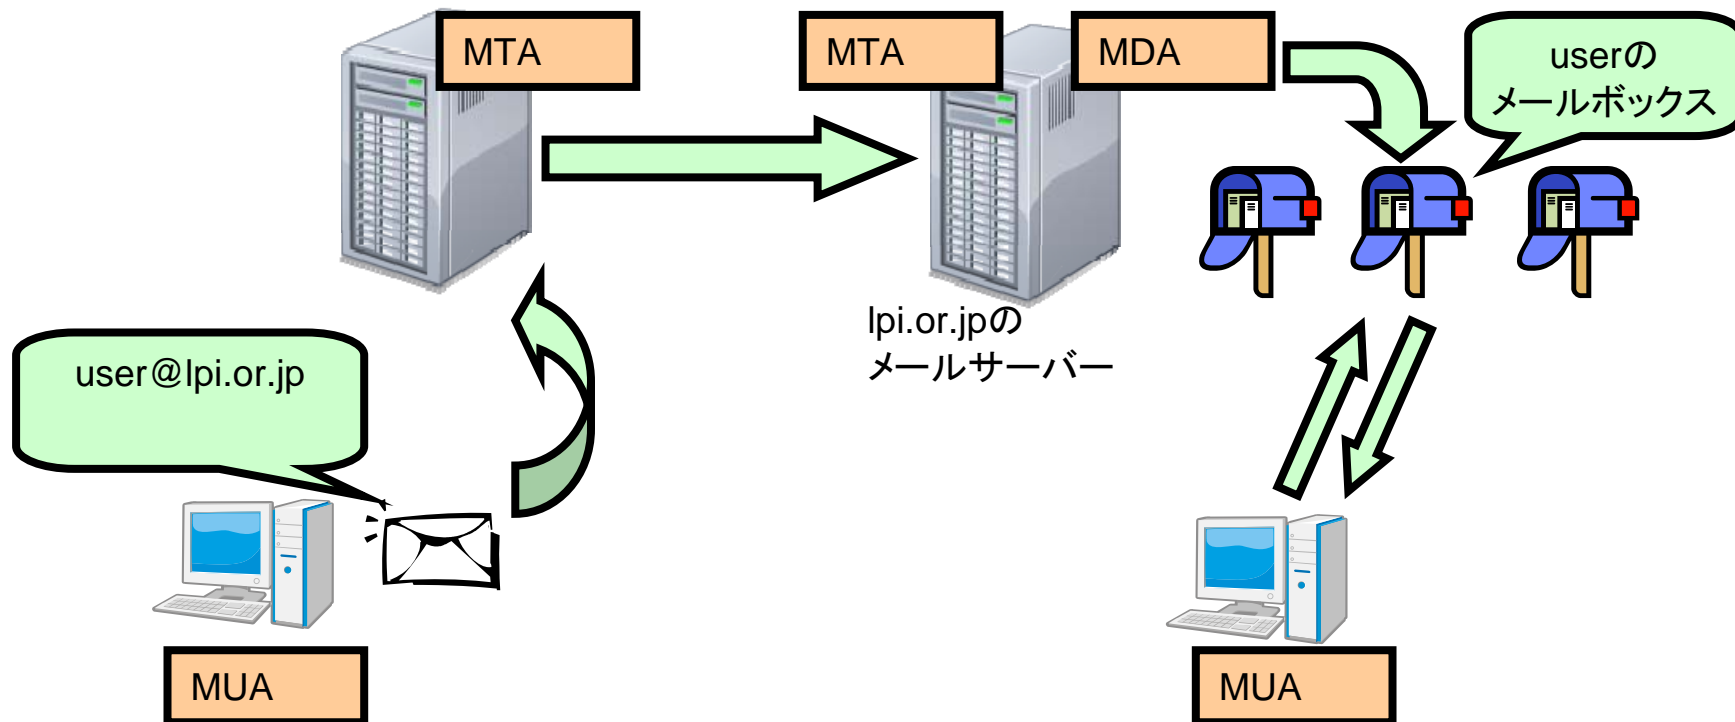 MTA
MTA
MDA
userの
メールボックス
lpi.or.jpの
メールサーバー
user@lpi.or.jp
MUA
MUA